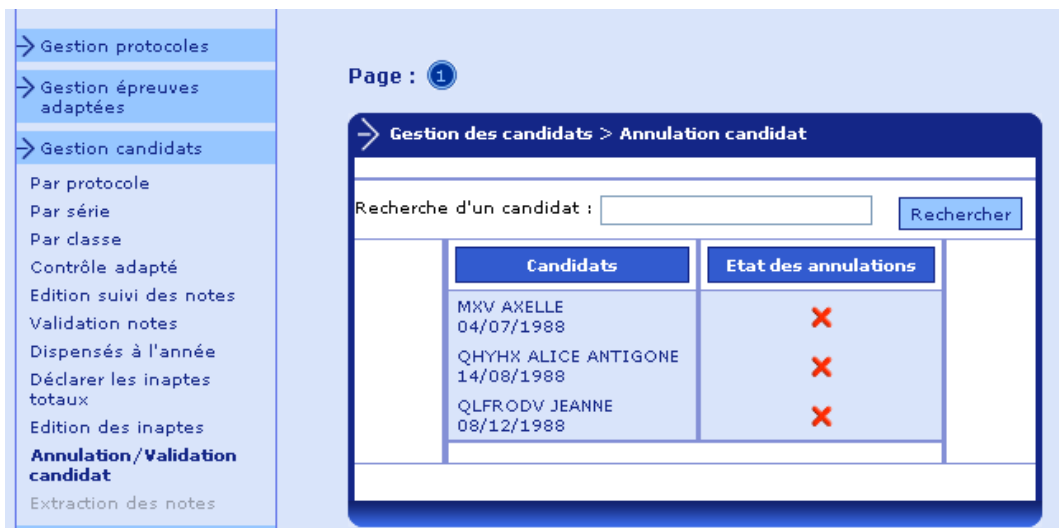 Gestion protocoles
Gestion épreuves
adaptées
Gestion candidats
Par protocole
Par série
Par classe
Contrôle adapté
Edition suivi des notes
Validation notes
Dispensés à l'année
Déclarer les inaptes
totaux
Edition des inaptes
Annulation/Validation
candidat
Extraction des notes
Page : 1
Gestion des candidats > Annulation candidat
Recherche d'un candidat :
Rechercher
Candidats
Etat des annulations
MXV AXELLE
04/07/1988
QHYHX ALICE ANTIGONE
14/08/1988
QLFRODV JEANNE
08/12/1988